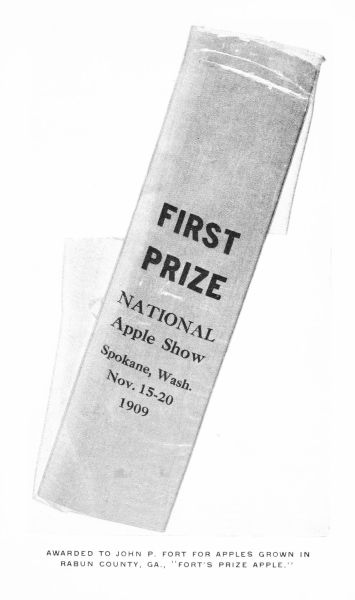 FIRST
PRIZE
NATIONAL
Apple Show
Spokane, Wash.
Nov. 15-20
1909
AWARDED TO JOHN P. FORT FOR APPLES GROWN IN
RABUN COUNTY, GA., "FORT'S PRIZE APPLE."